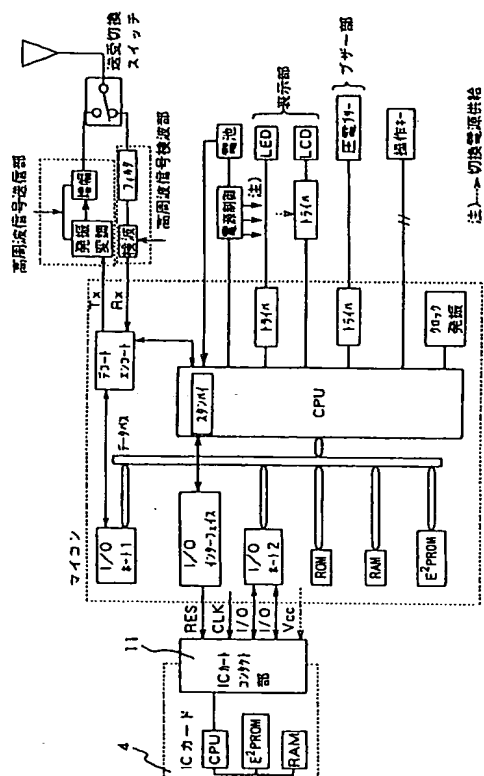 送受切換
スイッチ
高周波信号送信部
増幅
発振
変調
フィルタ
検波
高周波信号検波部
Tx
Rx
マイコン
デコード
エンコード
データバス
I/O
ポート1
I/O
インターフェイス
I/O
ポート2
ROM
RAM
E²PROM
スタンバイ
CPU
電池
電源制御
注)
表示部
LED
LCD
ドライバ
ドライバ
ブザー部
圧電ブザー
ドライバ
操作キー
クロック
発振
注)--→切換電源供給
RES
CLK
I/O
I/O
Vcc
11
ICカード
コンタクト
部
4
ICカード
CPU
E²PROM
RAM